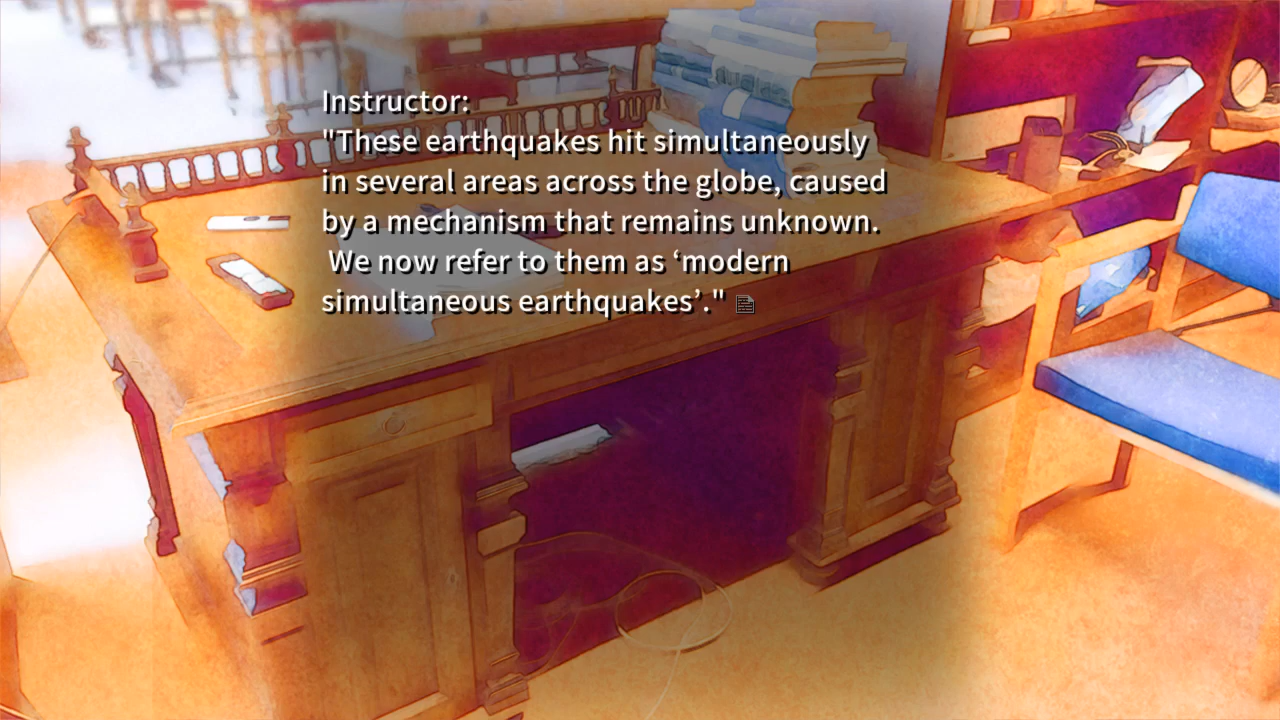 Instructor:
"These earthquakes hit simultaneously
in several areas across the globe, caused
by a mechanism that remains unknown.
We now refer to them as ‘modern
simultaneous earthquakes’."